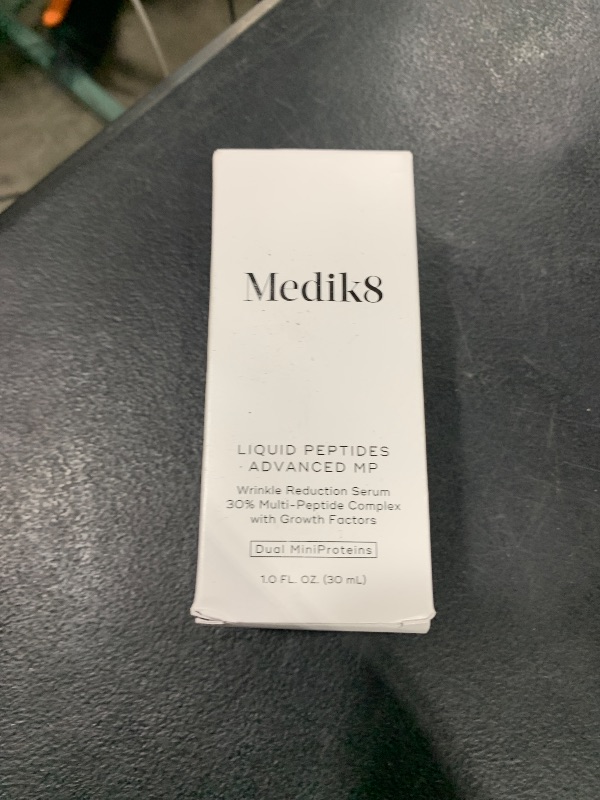 Medik8
LIQUID PEPTIDES
ADVANCED MP
Wrinkle Reduction Serum
30% Multi-Peptide Complex
with Growth Factors
Dual MiniProteins
1.0 FL. OZ. (30 mL)